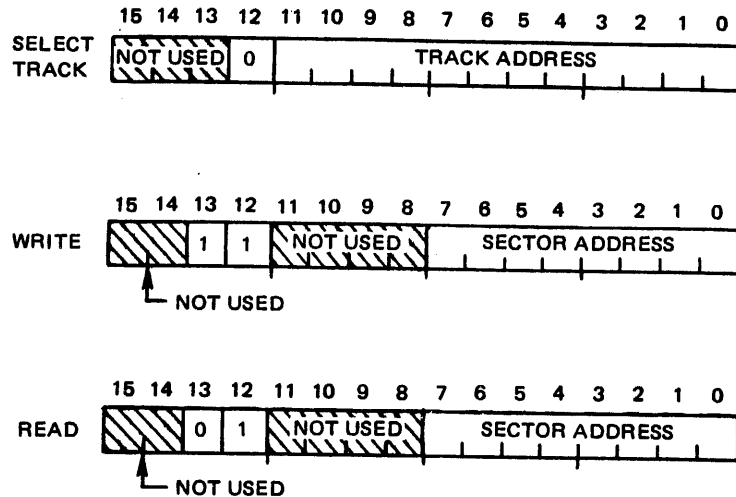 15 14 13 12 11 10 9 8 7 6 5 4 3 2 1 0
SELECT TRACK NOT USED 0 TRACK ADDRESS
15 14 13 12 11 10 9 8 7 6 5 4 3 2 1 0
WRITE 1 1 NOT USED SECTOR ADDRESS
NOT USED
15 14 13 12 11 10 9 8 7 6 5 4 3 2 1 0
READ 0 1 NOT USED SECTOR ADDRESS
NOT USED